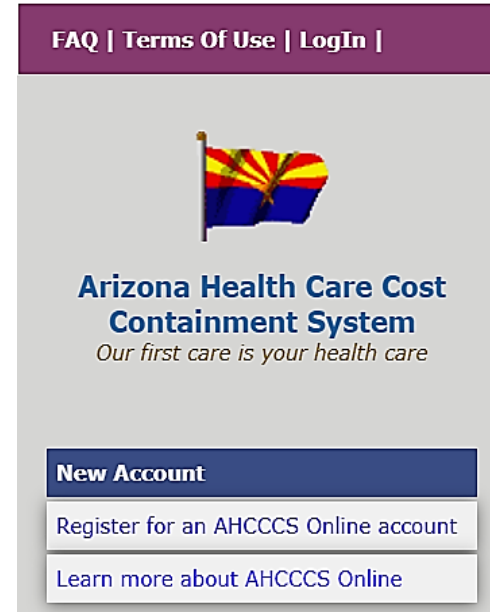 FAQ | Terms Of Use | LogIn |
Arizona Health Care Cost
Containment System
Our first care is your health care
New Account
Register for an AHCCCS Online account
Learn more about AHCCCS Online